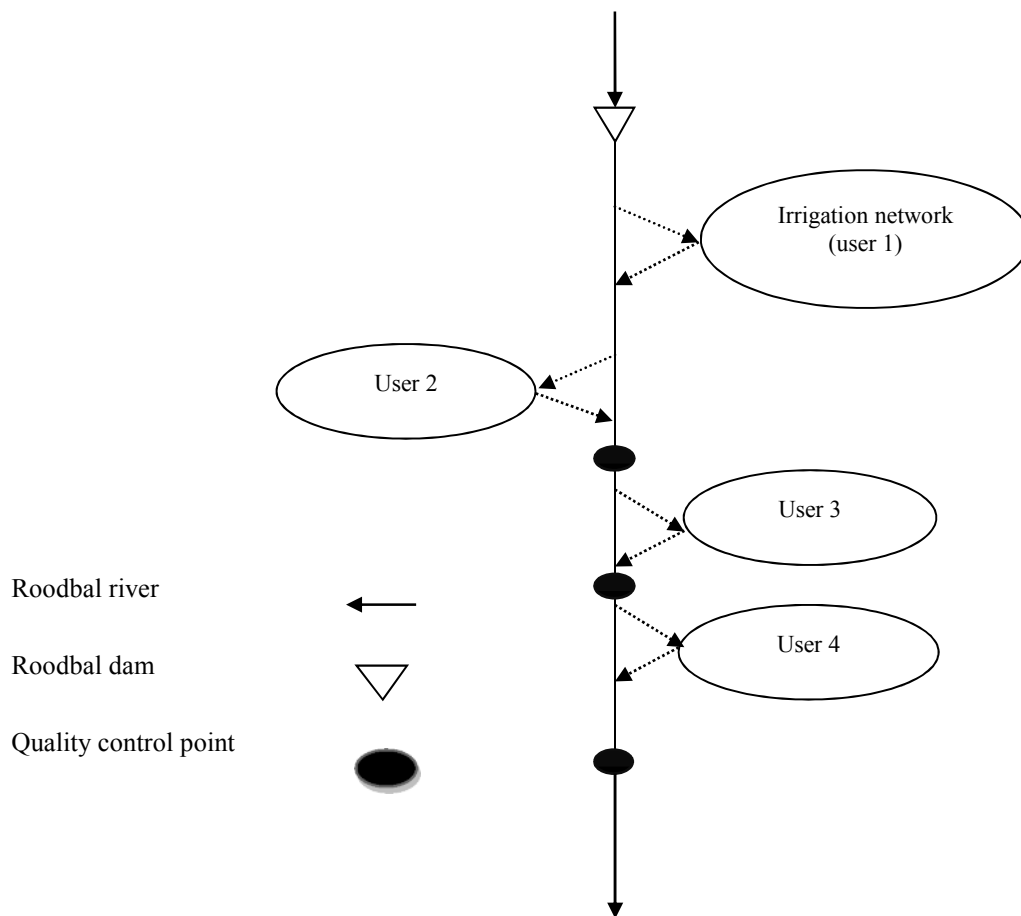 Irrigation network
(user 1)
User 2
User 3
User 4
Roodbal river
Roodbal dam
Quality control point